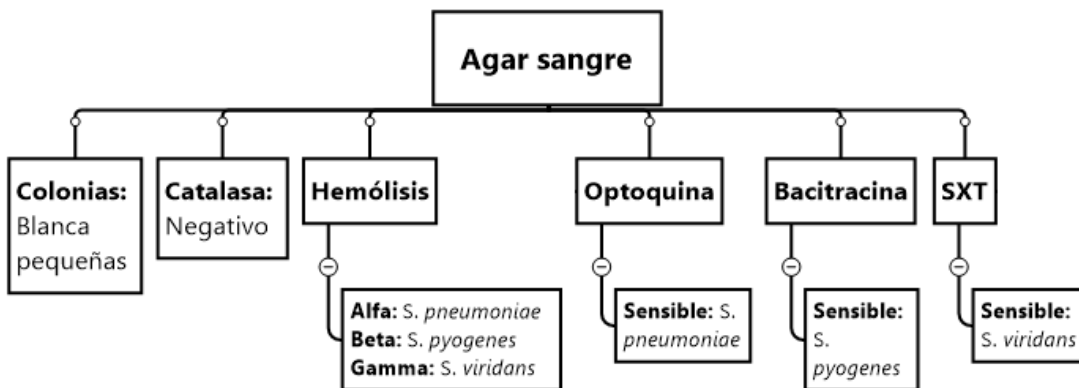 Agar sangre
Colonias:
Blanca
pequeñas
Catalasa:
Negativo
Hemólisis
Optoquina
Bacitracina
SXT
Alfa: S. pneumoniae
Beta: S. pyogenes
Gamma: S. viridans
Sensible: S.
pneumoniae
Sensible:
S.
pyogenes
Sensible:
S. viridans